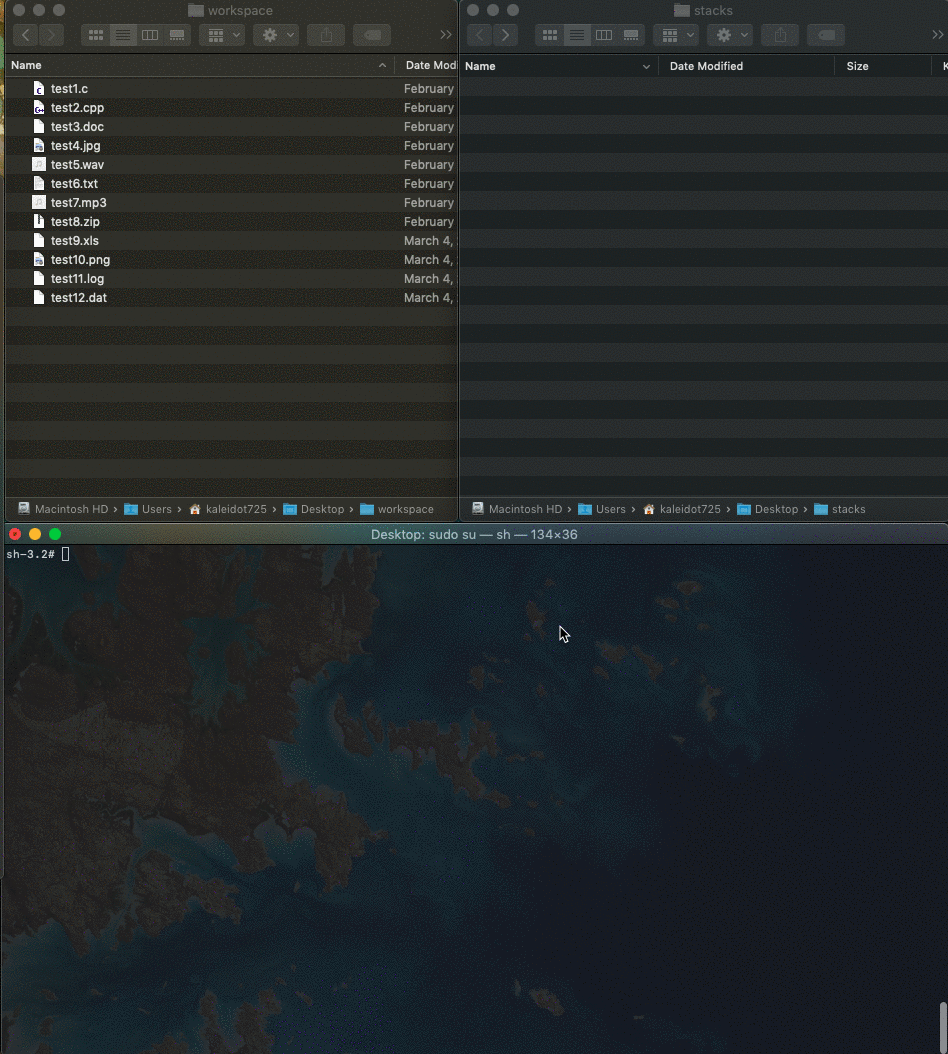 workspace
Name Date Modi
test1.c February
test2.cpp February
test3.doc February
test4.jpg February
test5.wav February
test6.txt February
test7.mp3 February
test8.zip February
test9.xls March 4,
test10.png March 4,
test11.log March 4,
test12.dat March 4,
Macintosh HD › Users › kaleidot725 › Desktop › workspace
stacks
Name Date Modified Size K
Macintosh HD › Users › kaleidot725 › Desktop › stacks
Desktop: sudo su — sh — 134×36
sh-3.2#